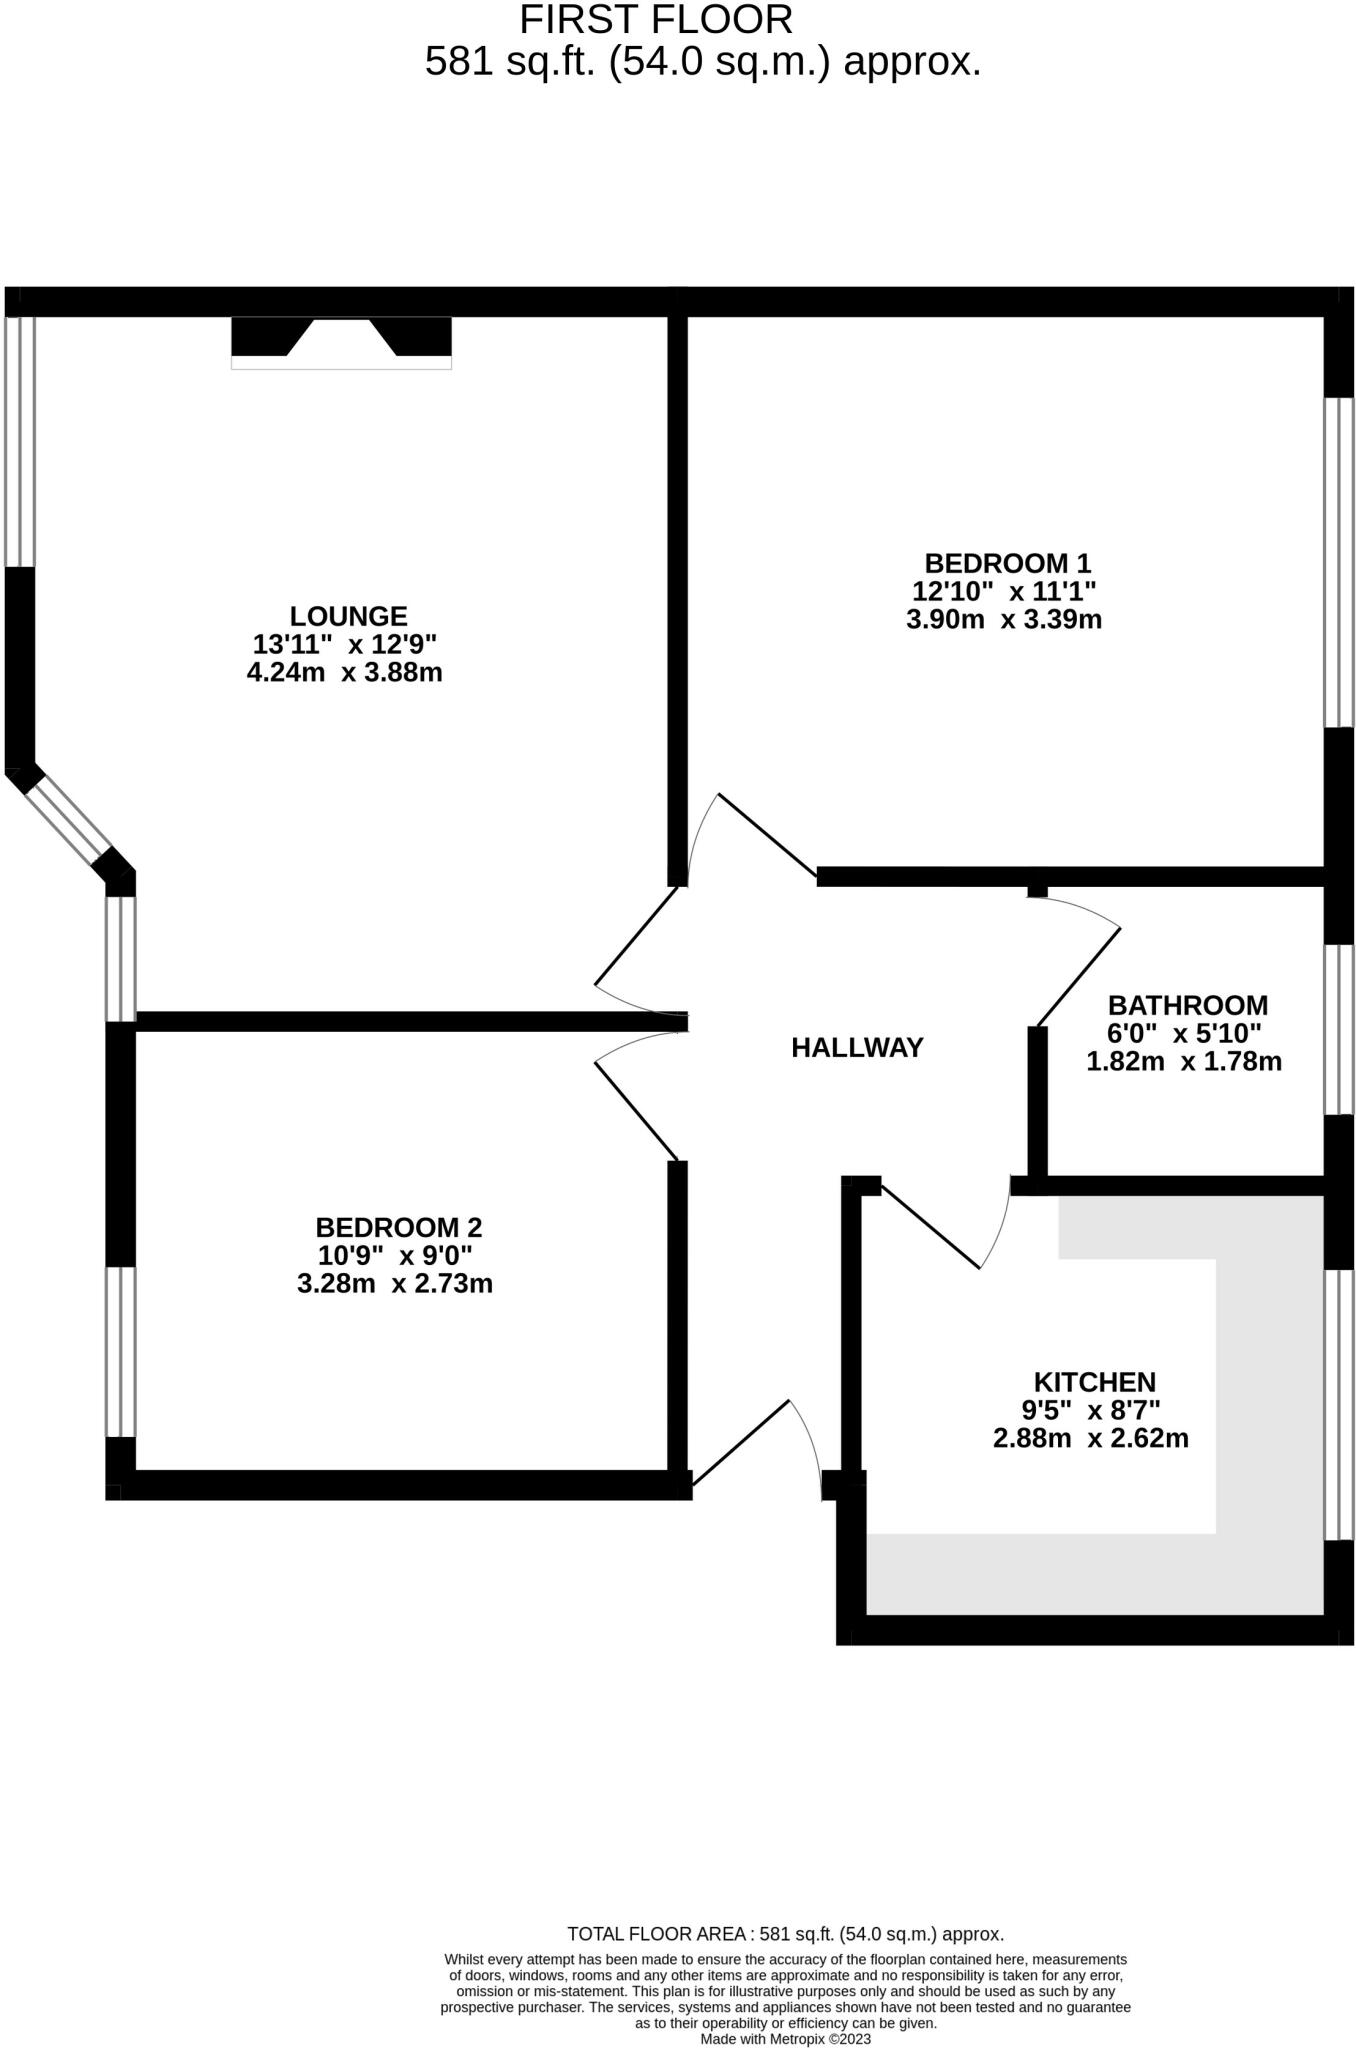 FIRST FLOOR
581 sq.ft. (54.0 sq.m.) approx.
LOUNGE
13'11"  x 12'9"
4.24m  x 3.88m
BEDROOM 1
12'10"  x 11'1"
3.90m  x 3.39m
BATHROOM
6'0"  x 5'10"
1.82m  x 1.78m
HALLWAY
BEDROOM 2
10'9"  x 9'0"
3.28m  x 2.73m
KITCHEN
9'5"  x 8'7"
2.88m  x 2.62m
TOTAL FLOOR AREA : 581 sq.ft. (54.0 sq.m.) approx.
Whilst every attempt has been made to ensure the accuracy of the floorplan contained here, measurements
of doors, windows, rooms and any other items are approximate and no responsibility is taken for any error,
omission or mis-statement. This plan is for illustrative purposes only and should be used as such by any
prospective purchaser. The services, systems and appliances shown have not been tested and no guarantee
as to their operability or efficiency can be given.
Made with Metropix ©2023